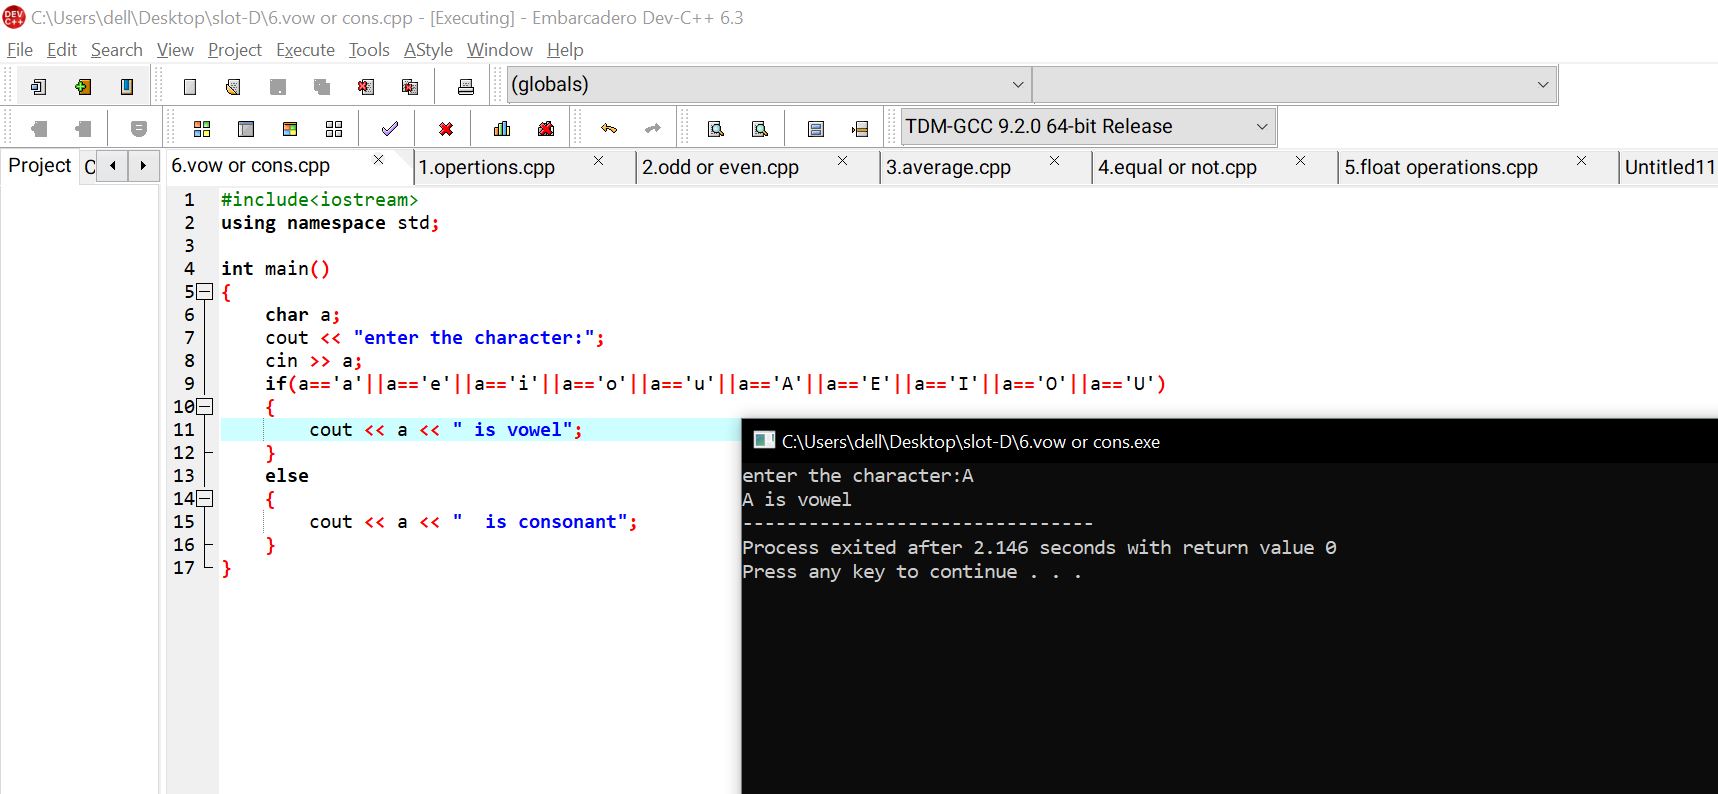 C:\Users\dell\Desktop\slot-D\6.vow or cons.cpp - [Executing] - Embarcadero Dev-C++ 6.3
File Edit Search View Project Execute Tools AStyle Window Help
(globals)
TDM-GCC 9.2.0 64-bit Release
Project C 6.vow or cons.cpp 1.opertions.cpp 2.odd or even.cpp 3.average.cpp 4.equal or not.cpp 5.float operations.cpp Untitled11
1 #include<iostream>
2 using namespace std;
3
4 int main()
5 {
6 char a;
7 cout << "enter the character:";
8 cin >> a;
9 if(a=='a'||a=='e'||a=='i'||a=='o'||a=='u'||a=='A'||a=='E'||a=='I'||a=='O'||a=='U')
10 {
11 cout << a << " is vowel";
12 }
13 else
14 {
15 cout << a << "  is consonant";
16 }
17 }
C:\Users\dell\Desktop\slot-D\6.vow or cons.exe
enter the character:A
A is vowel
--------------------------------
Process exited after 2.146 seconds with return value 0
Press any key to continue . . .